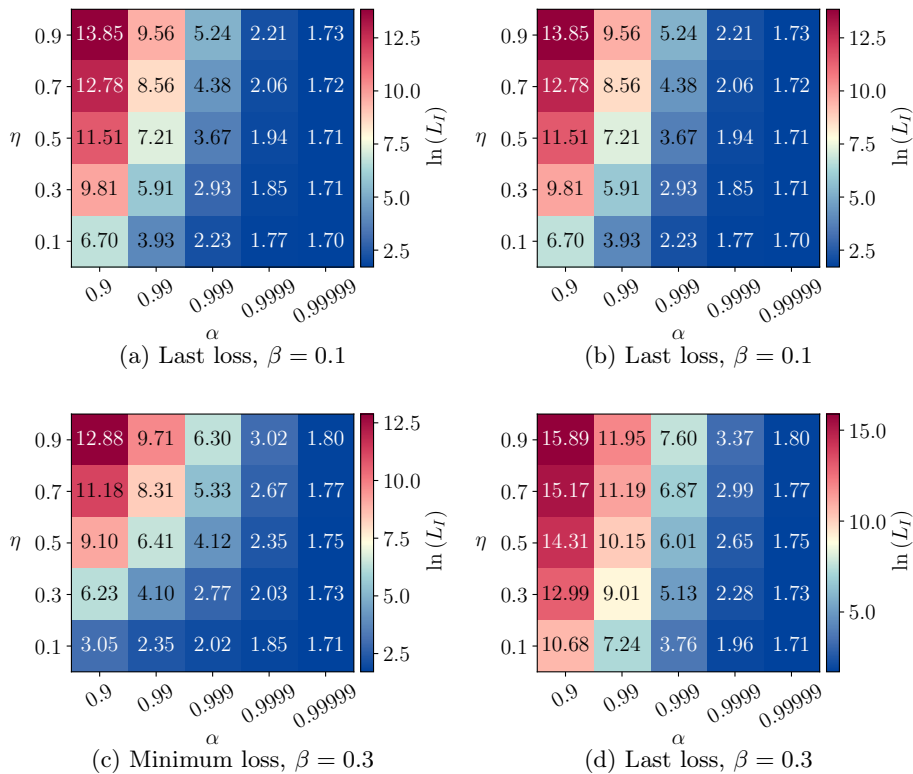 0.9 13.85 9.56 5.24 2.21 1.73 12.5
0.7 12.78 8.56 4.38 2.06 1.72 10.0
η 0.5 11.51 7.21 3.67 1.94 1.71 7.5 ln (L_I)
0.3 9.81 5.91 2.93 1.85 1.71 5.0
0.1 6.70 3.93 2.23 1.77 1.70 2.5
0.9 0.99 0.999 0.9999 0.99999
α
(a) Last loss, β = 0.1
0.9 13.85 9.56 5.24 2.21 1.73 12.5
0.7 12.78 8.56 4.38 2.06 1.72 10.0
η 0.5 11.51 7.21 3.67 1.94 1.71 7.5 ln (L_I)
0.3 9.81 5.91 2.93 1.85 1.71 5.0
0.1 6.70 3.93 2.23 1.77 1.70 2.5
0.9 0.99 0.999 0.9999 0.99999
α
(b) Last loss, β = 0.1
0.9 12.88 9.71 6.30 3.02 1.80 12.5
0.7 11.18 8.31 5.33 2.67 1.77 10.0
η 0.5 9.10 6.41 4.12 2.35 1.75 7.5 ln (L_I)
0.3 6.23 4.10 2.77 2.03 1.73 5.0
0.1 3.05 2.35 2.02 1.85 1.71 2.5
0.9 0.99 0.999 0.9999 0.99999
α
(c) Minimum loss, β = 0.3
0.9 15.89 11.95 7.60 3.37 1.80 15.0
0.7 15.17 11.19 6.87 2.99 1.77
η 0.5 14.31 10.15 6.01 2.65 1.75 10.0 ln (L_I)
0.3 12.99 9.01 5.13 2.28 1.73 5.0
0.1 10.68 7.24 3.76 1.96 1.71
0.9 0.99 0.999 0.9999 0.99999
α
(d) Last loss, β = 0.3